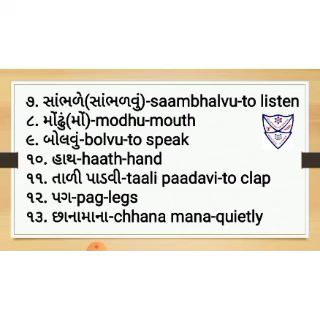 ૭. સાંભળે(સાંભળવું)-saambhalvu-to listen
૮. મોંઢું(મોં)-modhu-mouth
૯. બોલવું-bolvu-to speak
૧૦. હાથ-haath-hand
૧૧. તાળી પાડવી-taali paadavi-to clap
૧૨. પગ-pag-legs
૧૩. છાનામાના-chhana mana-quietly